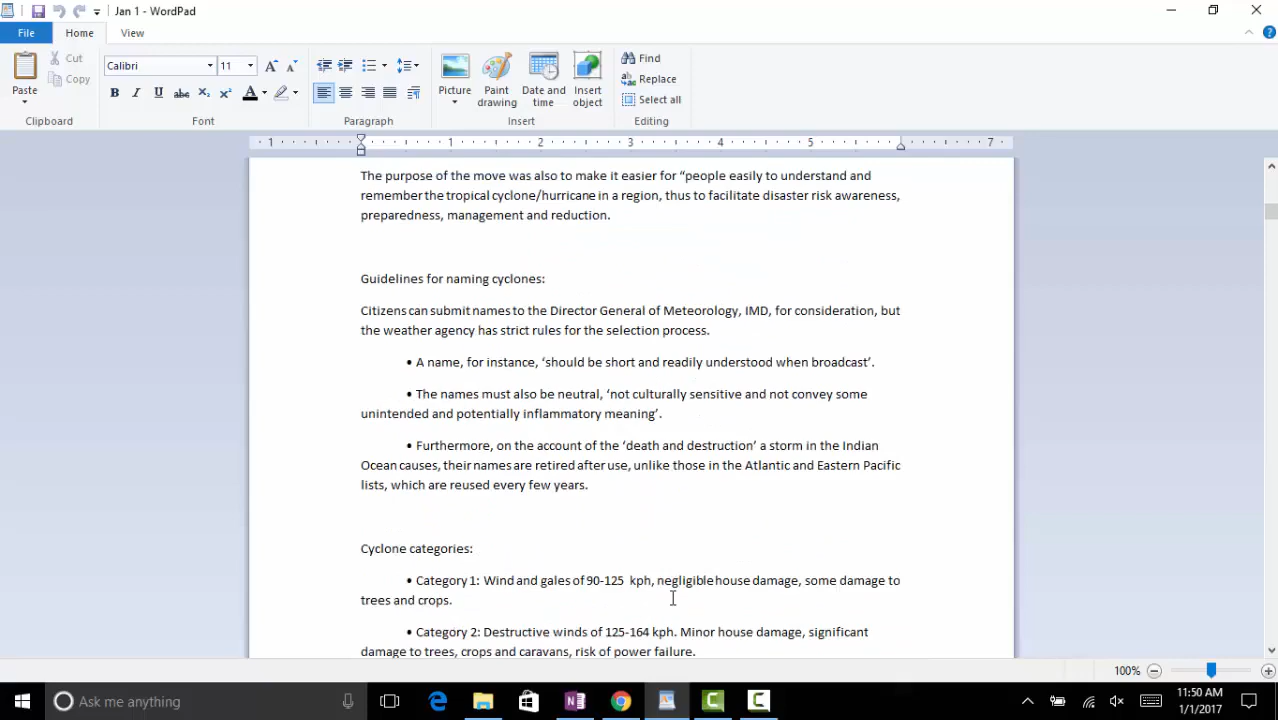 Jan 1 - WordPad
File Home View
Paste
Cut
Copy
Clipboard
Calibri 11
Font
Paragraph
Picture
Paint drawing
Date and time
Insert object
Insert
Find
Replace
Select all
Editing
1 1 2 3 4 5 7
The purpose of the move was also to make it easier for “people easily to understand and
remember the tropical cyclone/hurricane in a region, thus to facilitate disaster risk awareness,
preparedness, management and reduction.
Guidelines for naming cyclones:
Citizens can submit names to the Director General of Meteorology, IMD, for consideration, but
the weather agency has strict rules for the selection process.
• A name, for instance, ‘should be short and readily understood when broadcast’.
• The names must also be neutral, ‘not culturally sensitive and not convey some
unintended and potentially inflammatory meaning’.
• Furthermore, on the account of the ‘death and destruction’ a storm in the Indian
Ocean causes, their names are retired after use, unlike those in the Atlantic and Eastern Pacific
lists, which are reused every few years.
Cyclone categories:
• Category 1: Wind and gales of 90-125 kph, negligible house damage, some damage to
trees and crops.
• Category 2: Destructive winds of 125-164 kph. Minor house damage, significant
damage to trees, crops and caravans, risk of power failure.
100%
Ask me anything
11:50 AM
1/1/2017